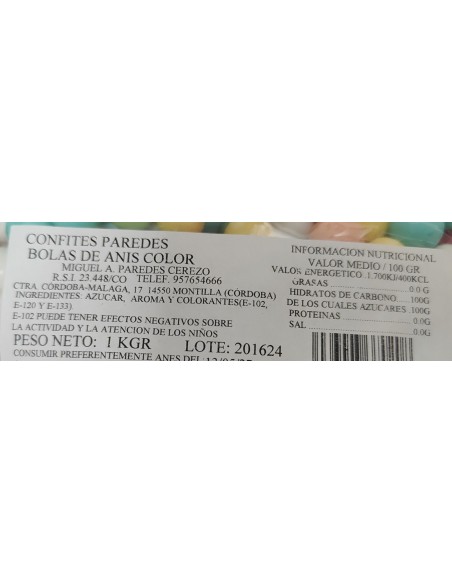 CONFITES PAREDES
BOLAS DE ANIS COLOR
MIGUEL A. PAREDES CEREZO
R.S.I. 23.448/CO TELEF. 957654666
CTRA. CÓRDOBA-MALAGA, 17 14550 MONTILLA (CÓRDOBA)
INGREDIENTES: AZUCAR, AROMA Y COLORANTES(E-102,
E-120 Y E-133).
E-102 PUEDE TENER EFECTOS NEGATIVOS SOBRE
LA ACTIVIDAD Y LA ATENCION DE LOS NIÑOS
PESO NETO: 1 KGR LOTE: 201624
CONSUMIR PREFERENTEMENTE ANES DEL:
INFORMACION NUTRICIONAL
VALOR MEDIO / 100 GR
VALOR ENERGETICO: 1.700KJ/400KCL
GRASAS ........ 0.0 G
HIDRATOS DE CARBONO .... 100G
DE LOS CUALES AZUCARES . 100G
PROTEINAS ........ 0.0G
SAL ........ 0.0G